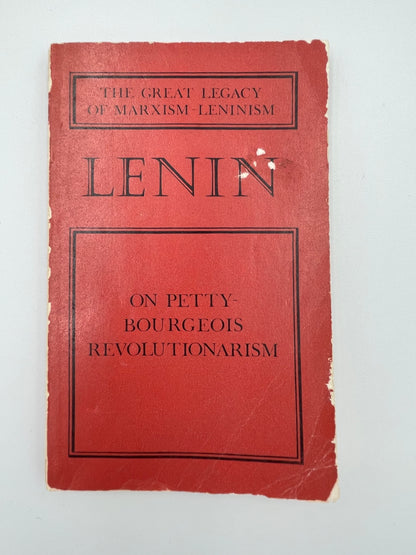 THE GREAT LEGACY
OF MARXISM-LENINISM
LENIN
ON PETTY-
BOURGEOIS
REVOLUTIONARISM